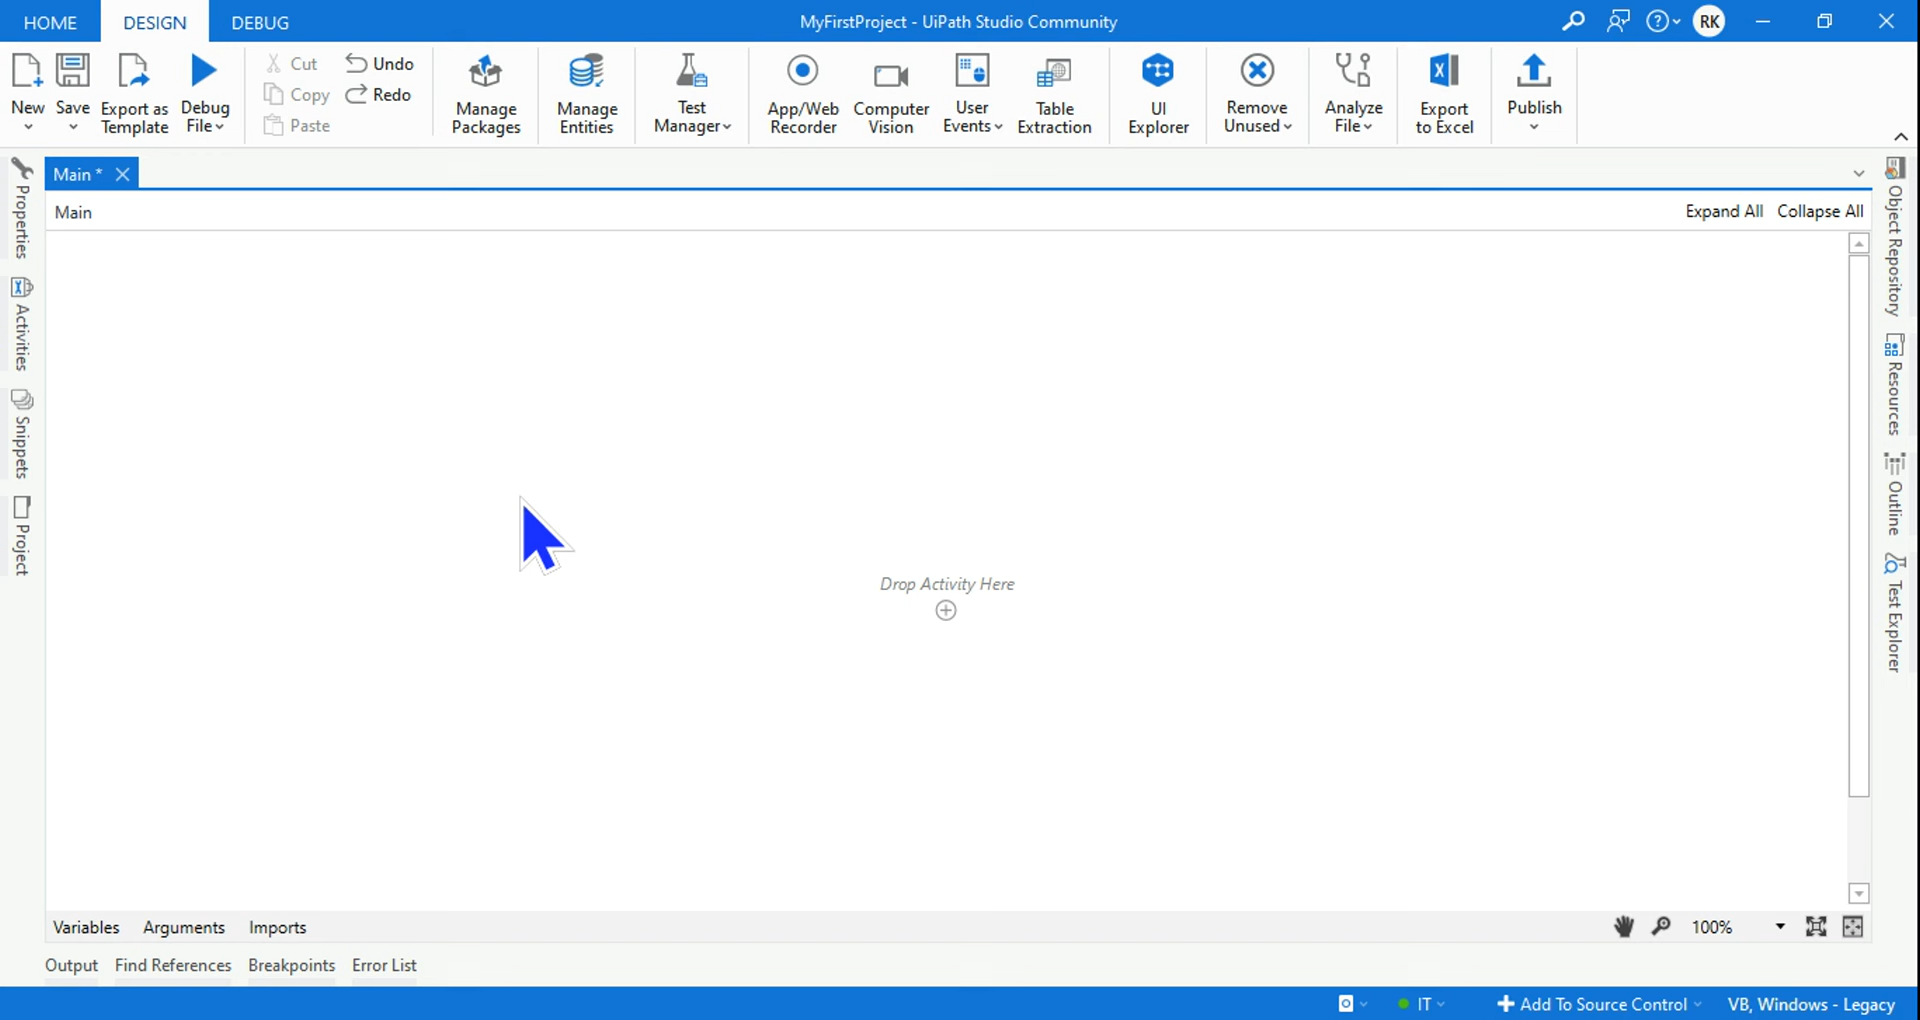 HOME DESIGN DEBUG MyFirstProject - UiPath Studio Community RK
New Save Export as Template Debug File
Cut Undo
Copy Redo
Paste
Manage Packages
Manage Entities
Test Manager
App/Web Recorder
Computer Vision
User Events
Table Extraction
UI Explorer
Remove Unused
Analyze File
Export to Excel
Publish
Main *
Main Expand All Collapse All
Properties
Activities
Snippets
Project
Drop Activity Here
Object Repository
Resources
Outline
Test Explorer
Variables Arguments Imports 100%
Output Find References Breakpoints Error List
IT Add To Source Control VB, Windows - Legacy